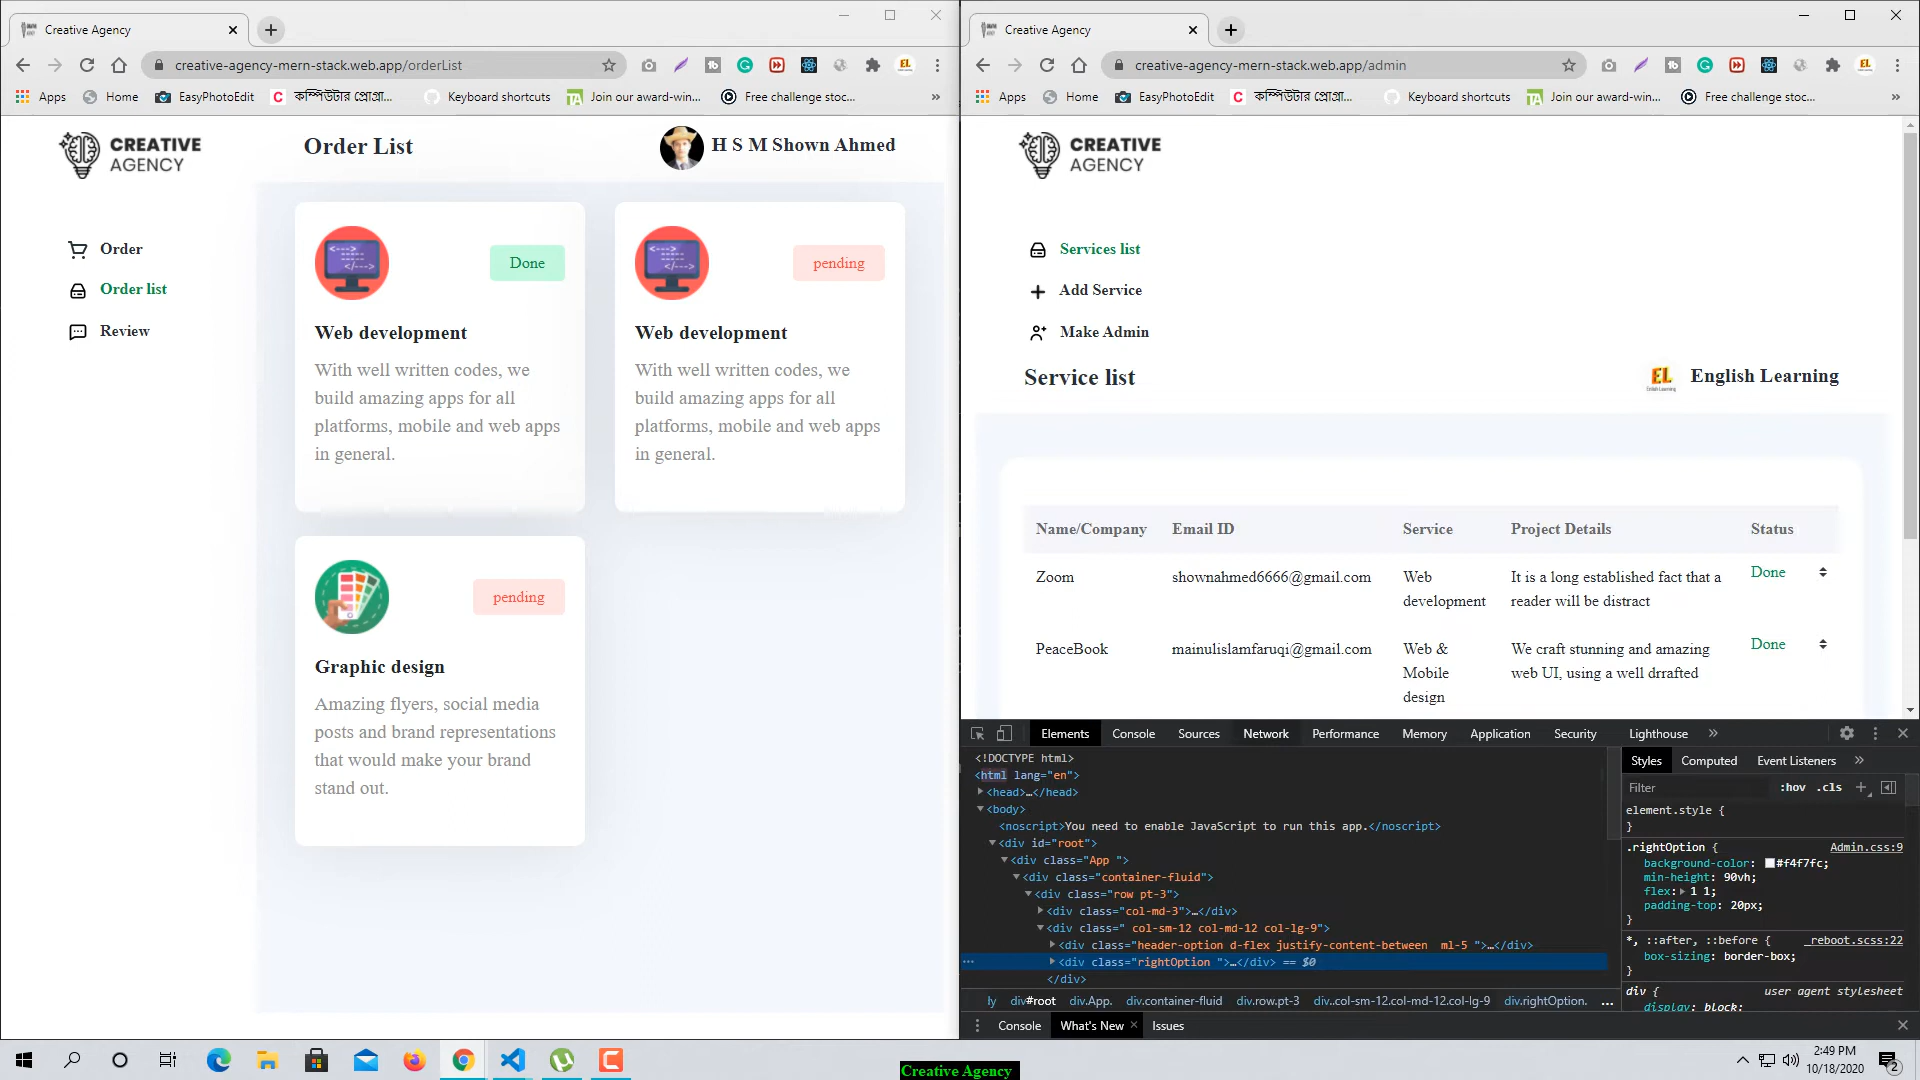 Creative Agency
creative-agency-mern-stack.web.app/orderList
Apps
Home
EasyPhotoEdit
কম্পিউটার প্রোগ্রা...
Keyboard shortcuts
Join our award-win...
Free challenge stoc...
»
CREATIVE
AGENCY
Order List
H S M Shown Ahmed
Order
Order list
Review
Done
Web development
With well written codes, we
build amazing apps for all
platforms, mobile and web apps
in general.
pending
Web development
With well written codes, we
build amazing apps for all
platforms, mobile and web apps
in general.
pending
Graphic design
Amazing flyers, social media
posts and brand representations
that would make your brand
stand out.
Creative Agency
creative-agency-mern-stack.web.app/admin
Apps
Home
EasyPhotoEdit
কম্পিউটার প্রোগ্রা...
Keyboard shortcuts
Join our award-win...
Free challenge stoc...
»
CREATIVE
AGENCY
Services list
Add Service
Make Admin
Service list
EL
English Learning
Name/Company Email ID Service Project Details Status
Zoom shownahmed6666@gmail.com Web It is a long established fact that a Done
development reader will be distract
PeaceBook mainulislamfaruqi@gmail.com Web & We craft stunning and amazing Done
Mobile web UI, using a well drrafted
design
Elements Console Sources Network Performance Memory Application Security Lighthouse »
<!DOCTYPE html>
<html lang="en">
<head>…</head>
<body>
<noscript>You need to enable JavaScript to run this app.</noscript>
<div id="root">
<div class="App ">
<div class="container-fluid">
<div class="row pt-3">
<div class="col-md-3">…</div>
<div class=" col-sm-12 col-md-12 col-lg-9">
<div class="header-option d-flex justify-content-between  ml-5 ">…</div>
<div class="rightOption ">…</div> == $0
</div>
ly div#root div.App. div.container-fluid div.row.pt-3 div..col-sm-12.col-md-12.col-lg-9 div.rightOption. ...
Styles Computed Event Listeners »
Filter :hov .cls
element.style {
}
.rightOption { Admin.css:9
background-color: #f4f7fc;
min-height: 90vh;
flex: 1 1;
padding-top: 20px;
}
*, ::after, ::before { _reboot.scss:22
box-sizing: border-box;
}
div { user agent stylesheet
display: block;
Console What's New Issues
Creative Agency
2:49 PM
10/18/2020
2